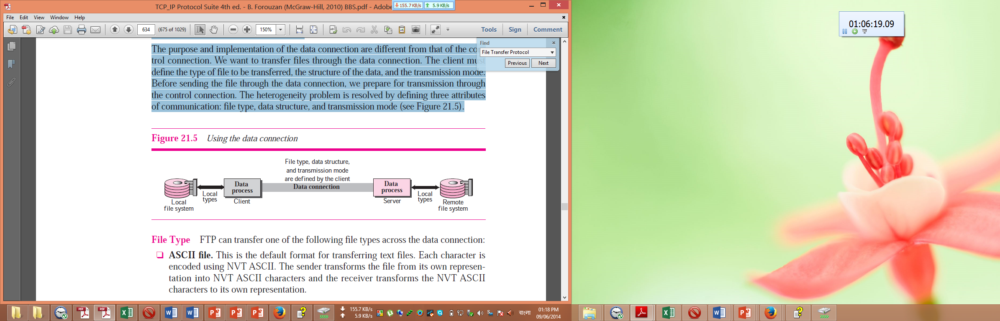 TCP_IP Protocol Suite 4th ed. - B. Forouzan (McGraw-Hill, 2010) BBS.pdf - Adobe
155.7 KB/s 5.9 KB/s
File Edit View Window Help
634 (675 of 1029) 150% Tools Sign Comment
Find
File Transfer Protocol
Previous Next
The purpose and implementation of the data connection are different from that of the co
trol connection. We want to transfer files through the data connection. The client must
define the type of file to be transferred, the structure of the data, and the transmission mode.
Before sending the file through the data connection, we prepare for transmission through
the control connection. The heterogeneity problem is resolved by defining three attributes
of communication: file type, data structure, and transmission mode (see Figure 21.5).
Figure 21.5 Using the data connection
File type, data structure,
and transmission mode
are defined by the client
Data connection
Data
process
Client
Data
process
Server
Local
types
Local
types
Local
file system
Remote
file system
File Type FTP can transfer one of the following file types across the data connection:
❏ ASCII file. This is the default format for transferring text files. Each character is
encoded using NVT ASCII. The sender transforms the file from its own represen-
tation into NVT ASCII characters and the receiver transforms the NVT ASCII
characters to its own representation.
155.7 KB/s
5.9 KB/s
বাংলা
01:18 PM
09/06/2014
01:06:19.09